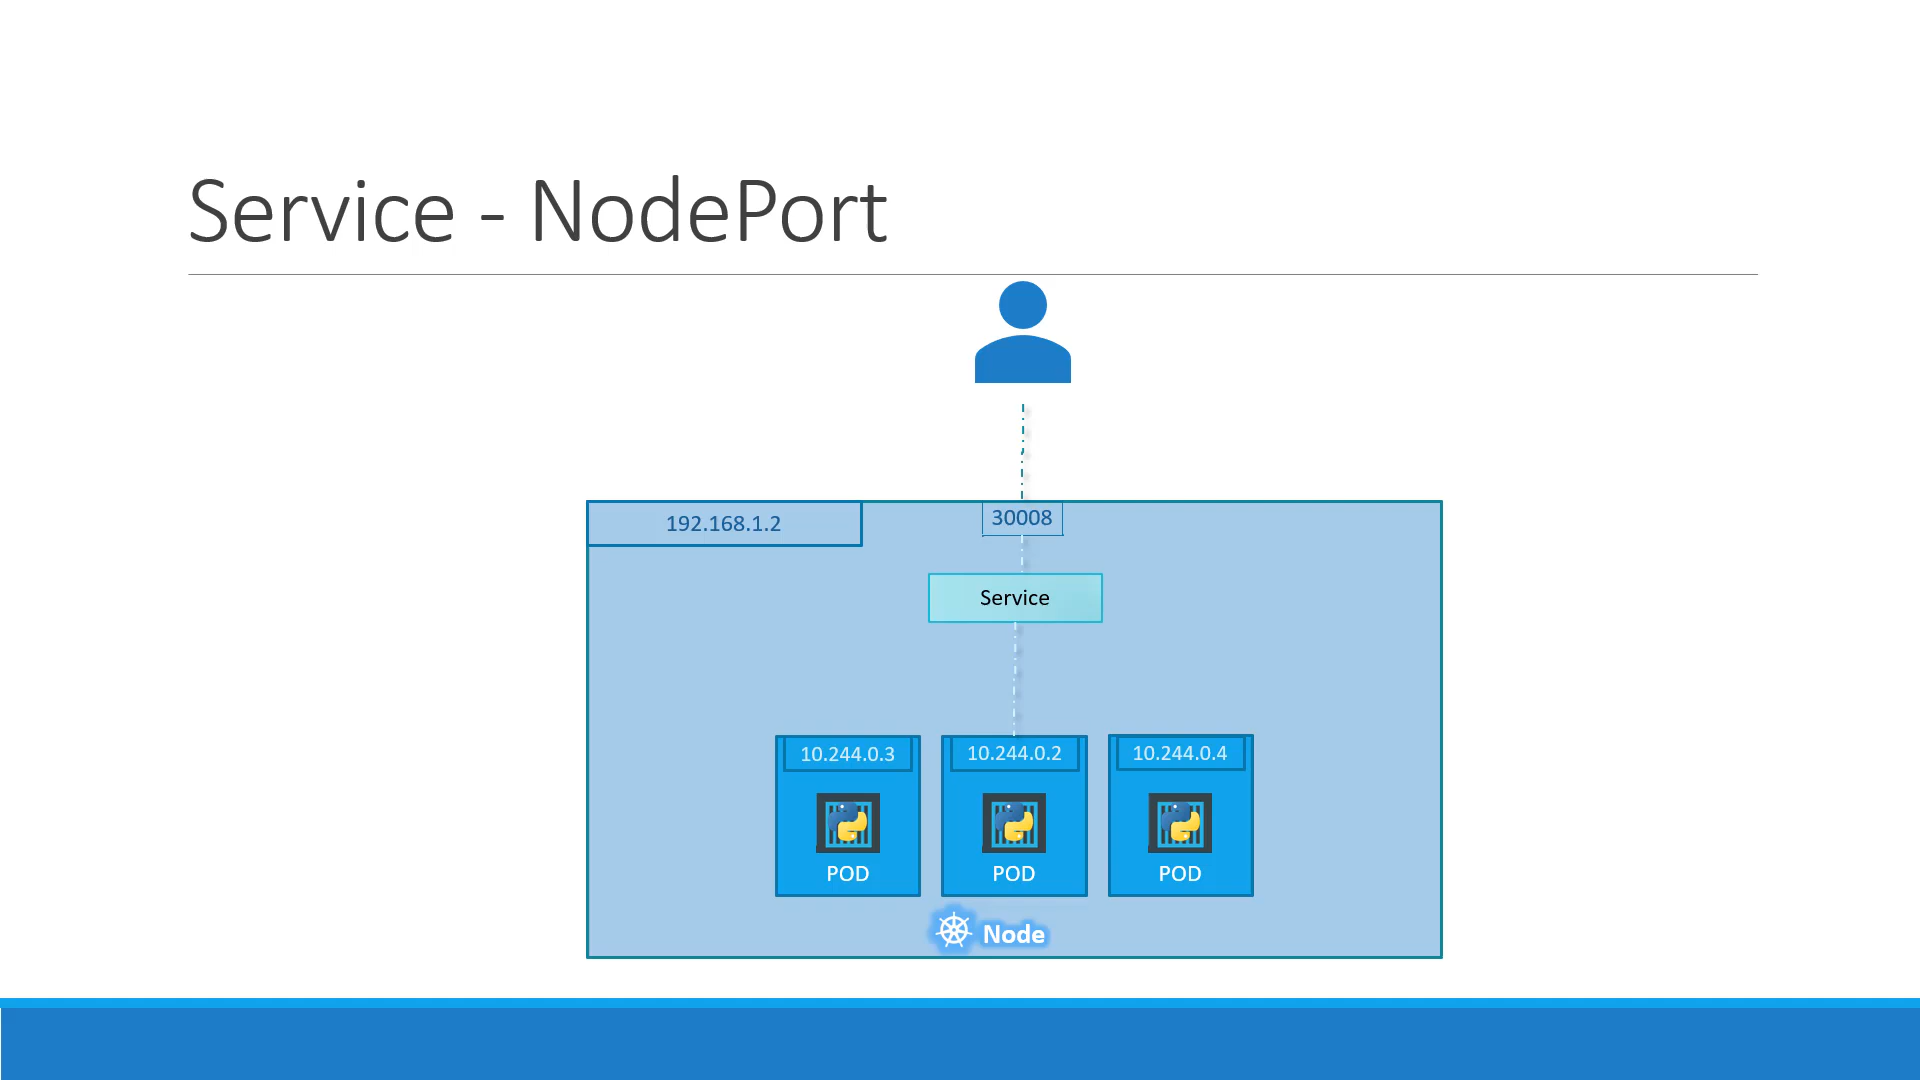 Service - NodePort
192.168.1.2
30008
Service
10.244.0.3
10.244.0.2
10.244.0.4
POD
POD
POD
Node